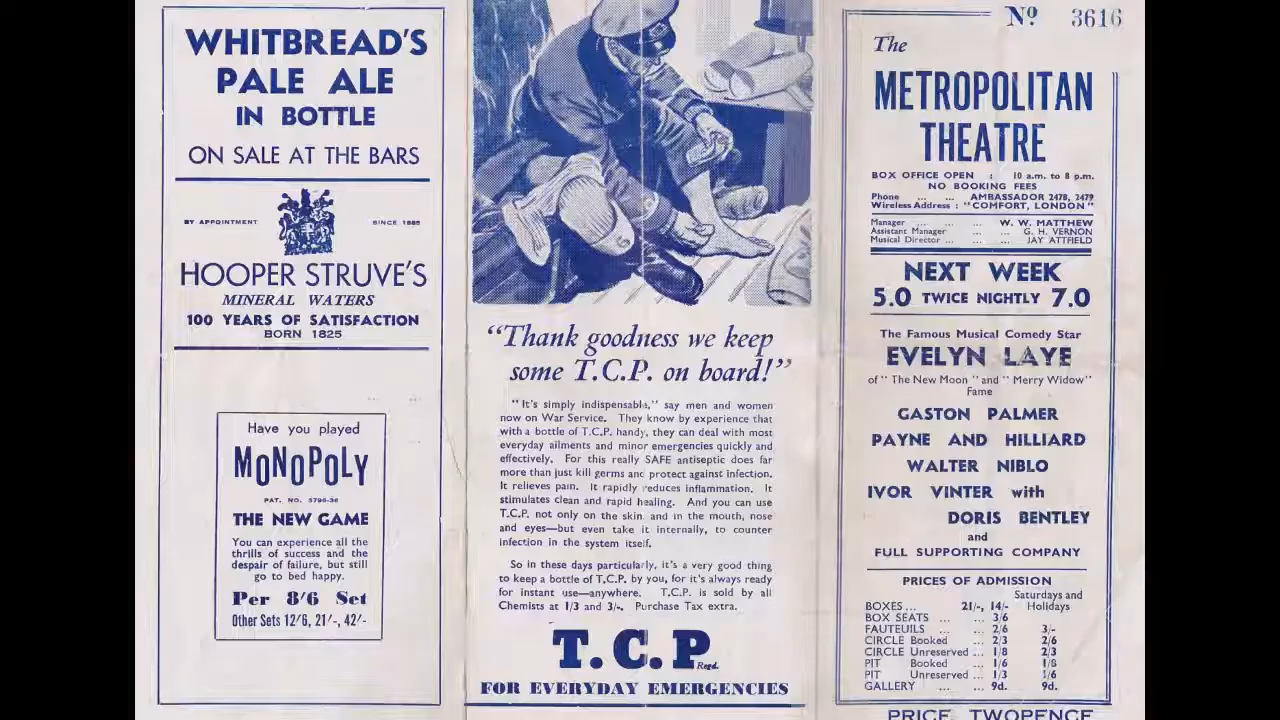 WHITBREAD'S
PALE ALE
IN BOTTLE
ON SALE AT THE BARS
BY APPOINTMENT SINCE 1885
HOOPER STRUVE'S
MINERAL WATERS
100 YEARS OF SATISFACTION
BORN 1825
Have you played
MONOPOLY
PAT. NO. 3796-36
THE NEW GAME
You can experience all the
thrills of success and the
despair of failure, but still
go to bed happy.
Per 8'6 Set
Other Sets 12/6, 21/-, 42/-
"Thank goodness we keep
some T.C.P. on board!"
"It's simply indispensable," say men and women
now on War Service. They know by experience that
with a bottle of T.C.P. handy, they can deal with most
everyday ailments and minor emergencies quickly and
effectively. For this really SAFE antiseptic does far
more than just kill germs and protect against infection.
It relieves pain. It rapidly reduces inflammation. It
stimulates clean and rapid healing. And you can use
T.C.P. not only on the skin and in the mouth, nose
and eyes—but even take it internally, to counter
infection in the system itself.
So in these days particularly, it's a very good thing
to keep a bottle of T.C.P. by you, for it's always ready
for instant use—anywhere. T.C.P. is sold by all
Chemists at 1/3 and 3/-. Purchase Tax extra.
T.C.P. Regd.
FOR EVERYDAY EMERGENCIES
Nº 3616
The
METROPOLITAN
THEATRE
BOX OFFICE OPEN : 10 a.m. to 8 p.m.
NO BOOKING FEES
Phone ... ... AMBASSADOR 2478, 2479
Wireless Address : "COMFORT, LONDON"
Manager ... ... ... W. W. MATTHEW
Assistant Manager ... ... G. H. VERNON
Musical Director ... ... ... JAY ATTFIELD
NEXT WEEK
5.0 TWICE NIGHTLY 7.0
The Famous Musical Comedy Star
EVELYN LAYE
of "The New Moon" and "Merry Widow"
Fame
GASTON PALMER
PAYNE AND HILLIARD
WALTER NIBLO
IVOR VINTER with
DORIS BENTLEY
and
FULL SUPPORTING COMPANY
PRICES OF ADMISSION
Saturdays and
Holidays
BOXES ... 21/-, 14/-
BOX SEATS ... ... 3/6
FAUTEUILS ... ... 2/6 3/-
CIRCLE Booked ... 2/3 2/6
CIRCLE Unreserved ... 1/8 2/3
PIT Booked ... 1/6 1/8
PIT Unreserved ... 1/3 1/6
GALLERY ... ... 9d. 9d.
PRICE TWOPENCE